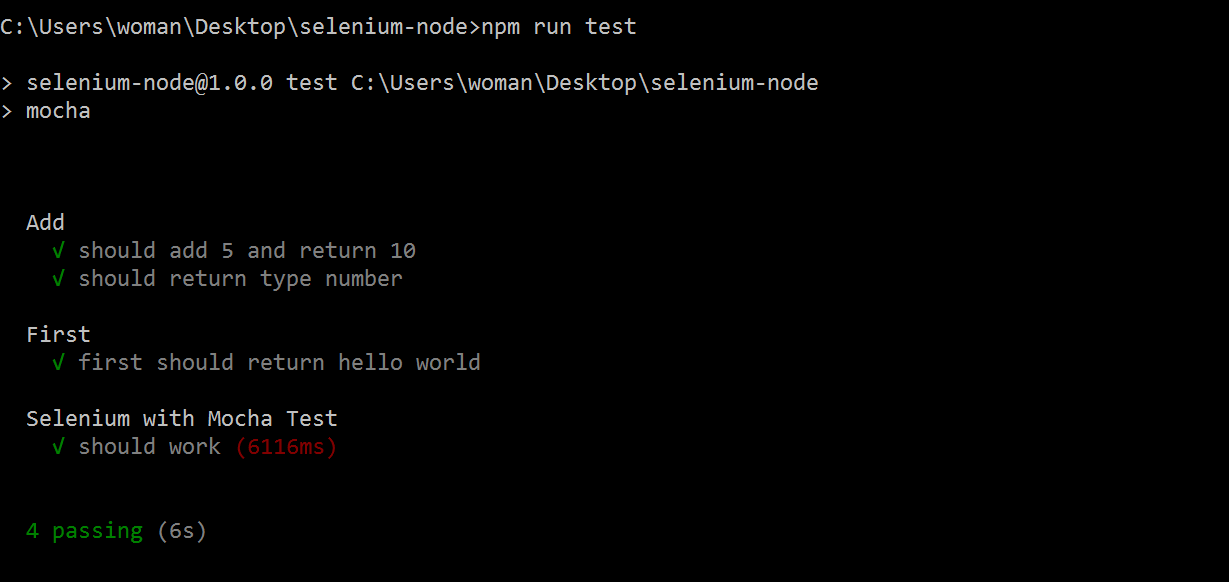 C:\Users\woman\Desktop\selenium-node>npm run test
> selenium-node@1.0.0 test C:\Users\woman\Desktop\selenium-node
> mocha
Add
√ should add 5 and return 10
√ should return type number
First
√ first should return hello world
Selenium with Mocha Test
√ should work (6116ms)
4 passing (6s)